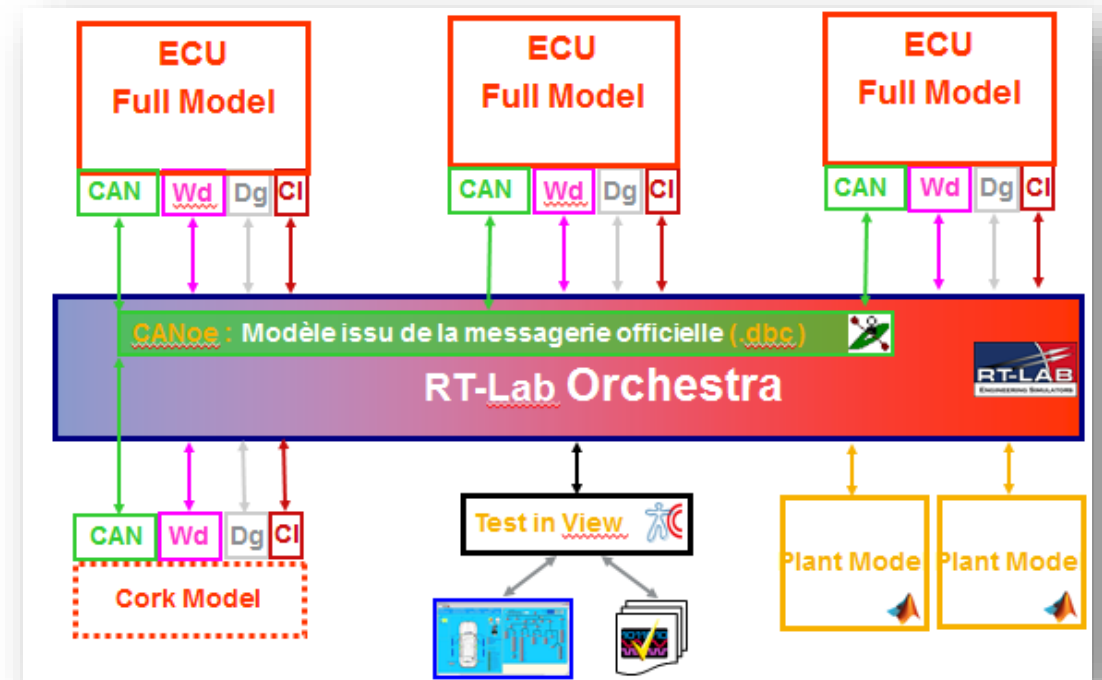 ECU
Full Model
ECU
Full Model
ECU
Full Model
CAN Wd Dg CI
CAN Wd Dg CI
CAN Wd Dg CI
CANoe : Modèle issu de la messagerie officielle (.dbc)
RT-Lab Orchestra
RT-LAB
ENGINEERING SIMULATORS
CAN Wd Dg CI
Cork Model
Test in View
Plant Mode
Plant Mode